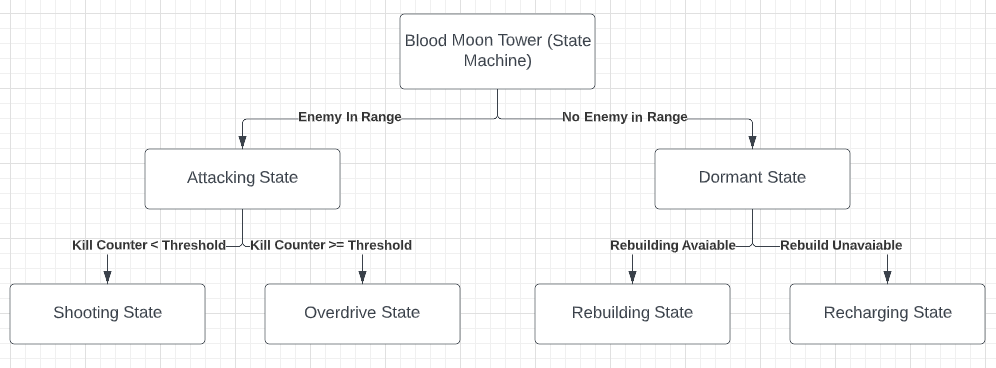 Blood Moon Tower (State
Machine)
Enemy In Range
No Enemy in Range
Attacking State
Dormant State
Kill Counter < Threshold
Kill Counter >= Threshold
Rebuilding Avaiable
Rebuild Unavaiable
Shooting State
Overdrive State
Rebuilding State
Recharging State